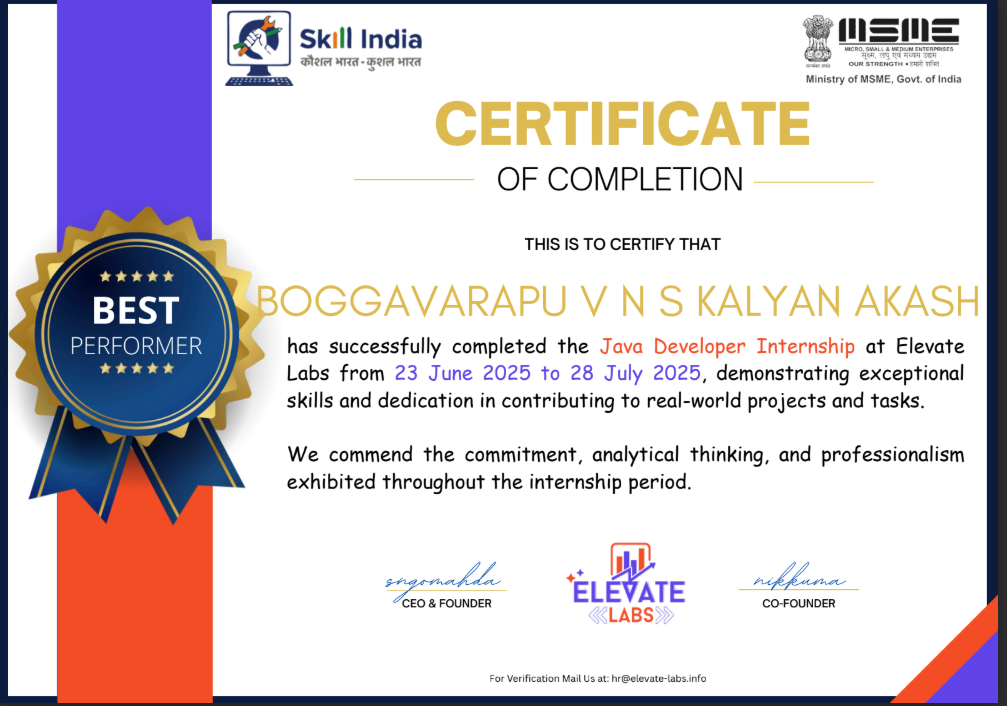 Skill India
कौशल भारत - कुशल भारत
MSME
MICRO, SMALL & MEDIUM ENTERPRISES
सूक्ष्म, लघु एवं मध्यम उद्यम
OUR STRENGTH • हमारी शक्ति
Ministry of MSME, Govt. of India
CERTIFICATE
OF COMPLETION
THIS IS TO CERTIFY THAT
BEST
PERFORMER
BOGGAVARAPU V N S KALYAN AKASH
has successfully completed the Java Developer Internship at Elevate
Labs from 23 June 2025 to 28 July 2025, demonstrating exceptional
skills and dedication in contributing to real-world projects and tasks.
We commend the commitment, analytical thinking, and professionalism
exhibited throughout the internship period.
sngomahda
CEO & FOUNDER
ELEVATE
LABS
nikkuma
CO-FOUNDER
For Verification Mail Us at: hr@elevate-labs.info